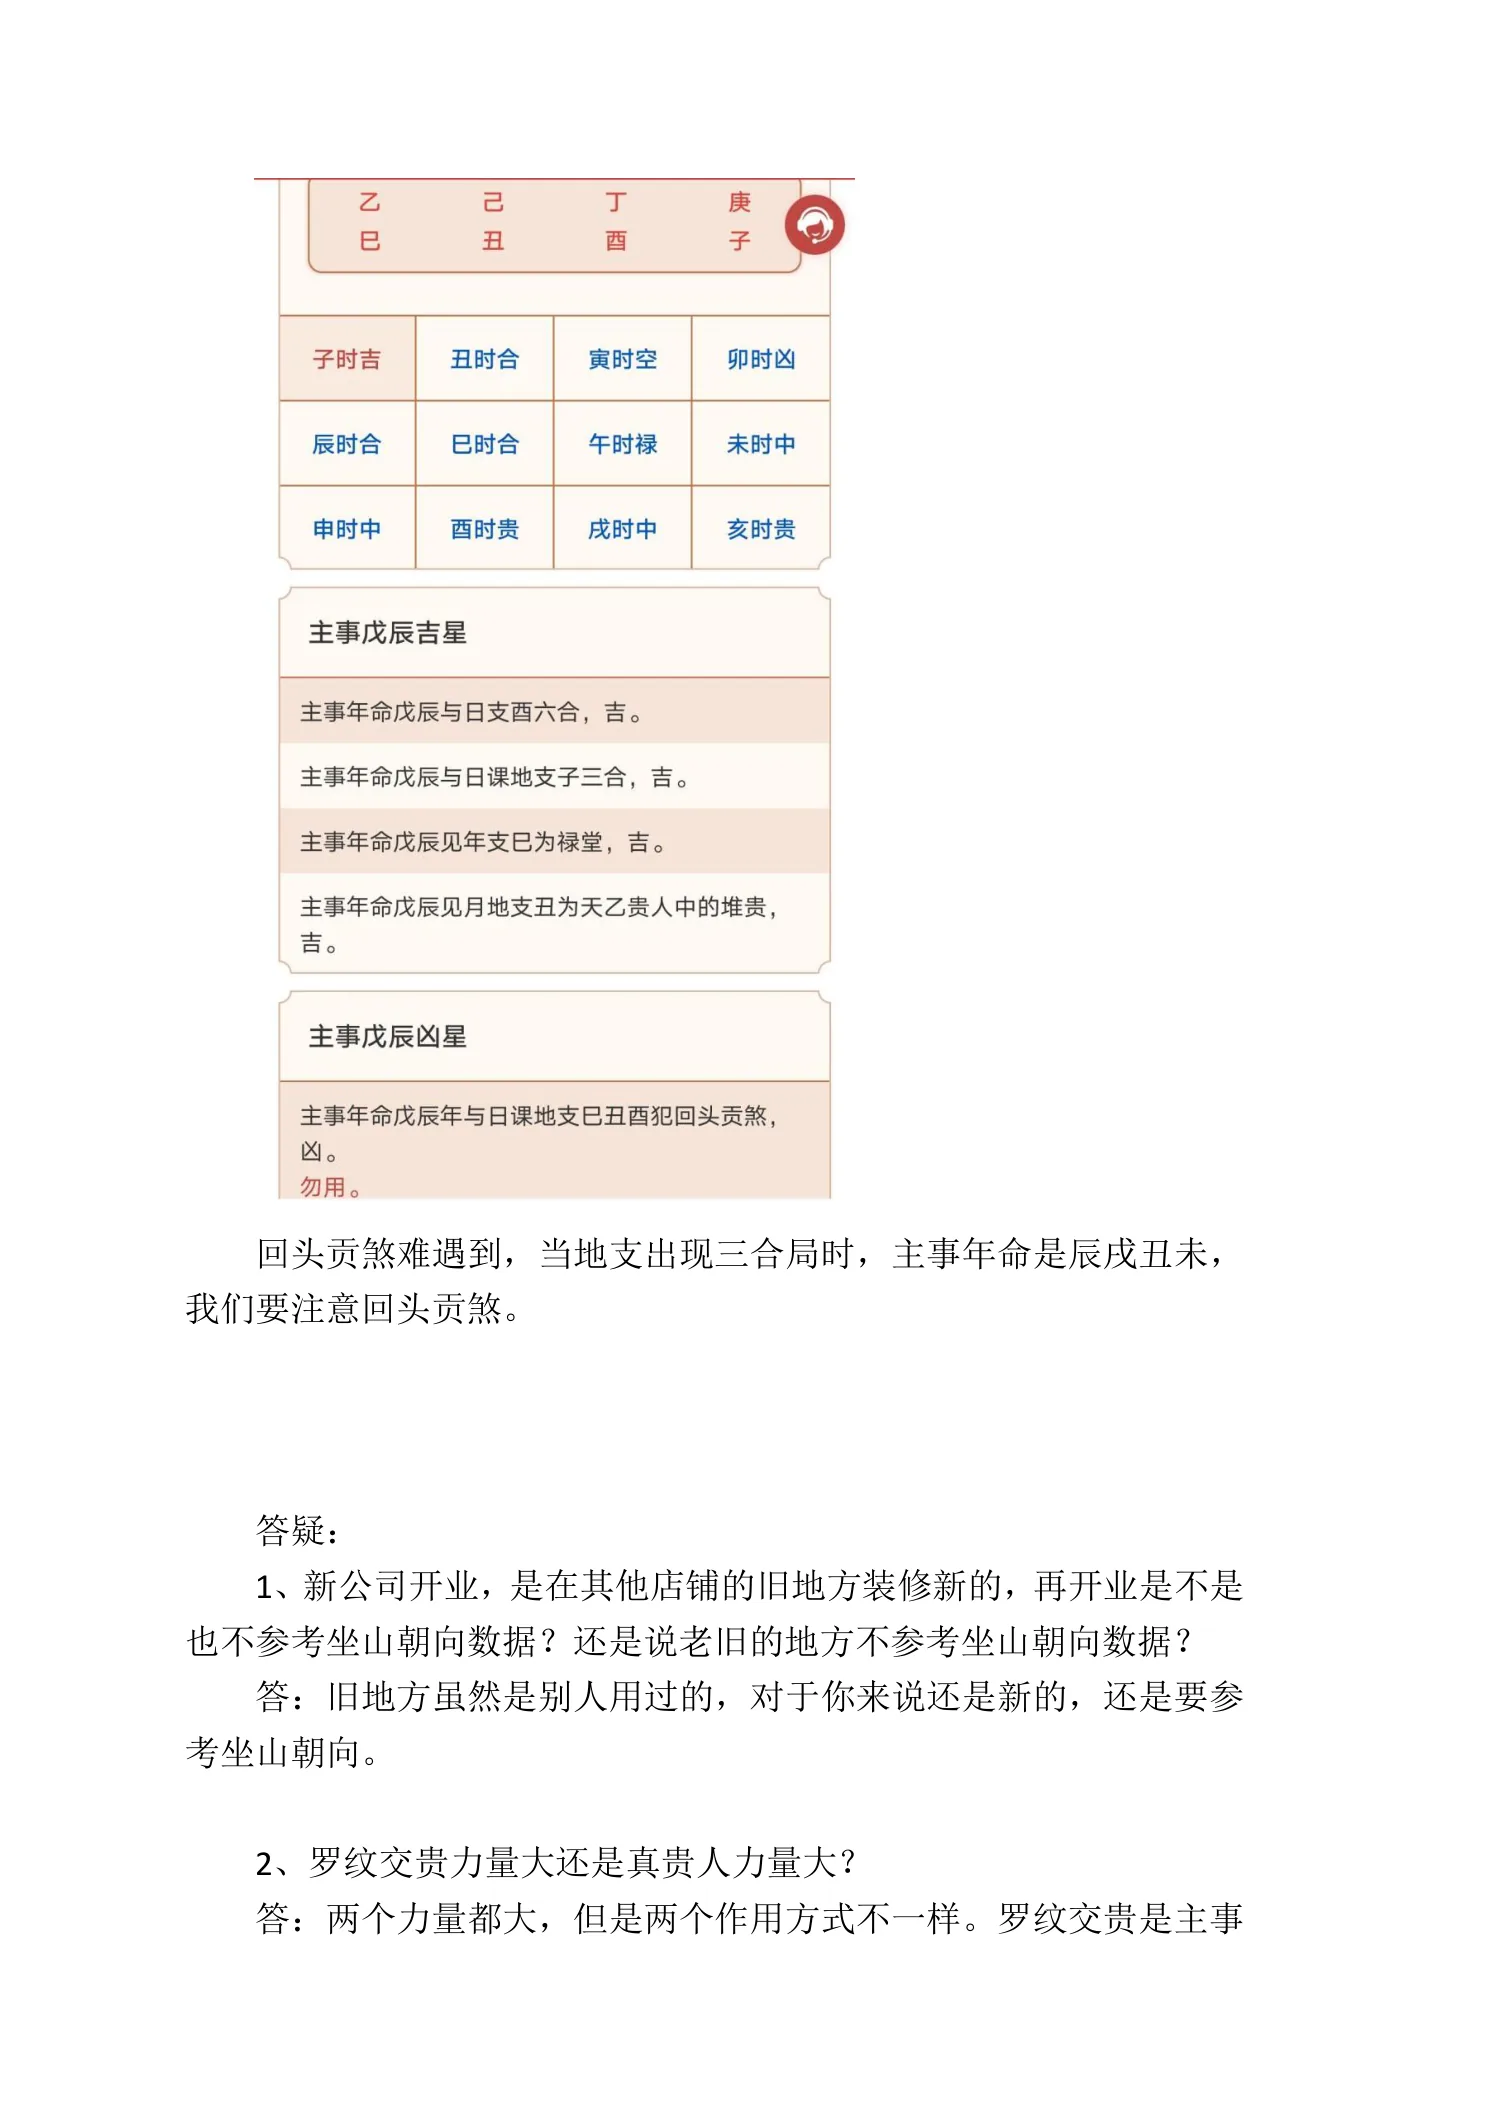 乙 己 丁 庚
巳 丑 酉 子
子时吉 丑时合 寅时空 卯时凶
辰时合 巳时合 午时禄 未时中
申时中 酉时贵 戌时中 亥时贵
主事戊辰吉星
主事年命戊辰与日支酉六合，吉。
主事年命戊辰与日课地支子三合，吉。
主事年命戊辰见年支巳为禄堂，吉。
主事年命戊辰见月地支丑为天乙贵人中的堆贵，
吉。
主事戊辰凶星
主事年命戊辰年与日课地支巳丑酉犯回头贡煞，
凶。
勿用。
回头贡煞难遇到，当地支出现三合局时，主事年命是辰戌丑未，
我们要注意回头贡煞。
答疑：
1、新公司开业，是在其他店铺的旧地方装修新的，再开业是不是
也不参考坐山朝向数据？还是说老旧的地方不参考坐山朝向数据？
答：旧地方虽然是别人用过的，对于你来说还是新的，还是要参
考坐山朝向。
2、罗纹交贵力量大还是真贵人力量大？
答：两个力量都大，但是两个作用方式不一样。罗纹交贵是主事